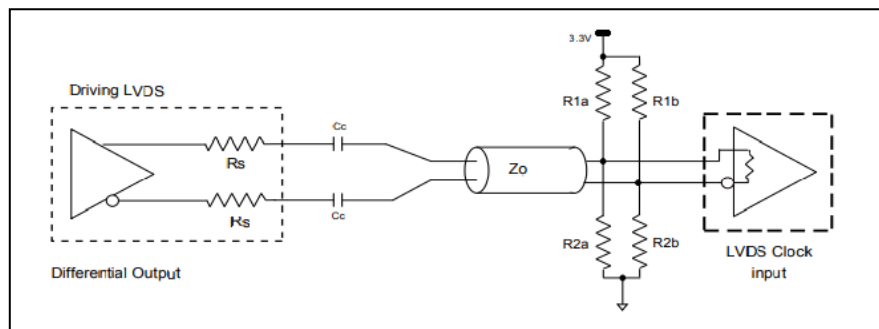 3.3V
Driving LVDS
R1a
R1b
Cc
Rs
Zo
Rs
Cc
R2a
R2b
LVDS Clock
input
Differential Output